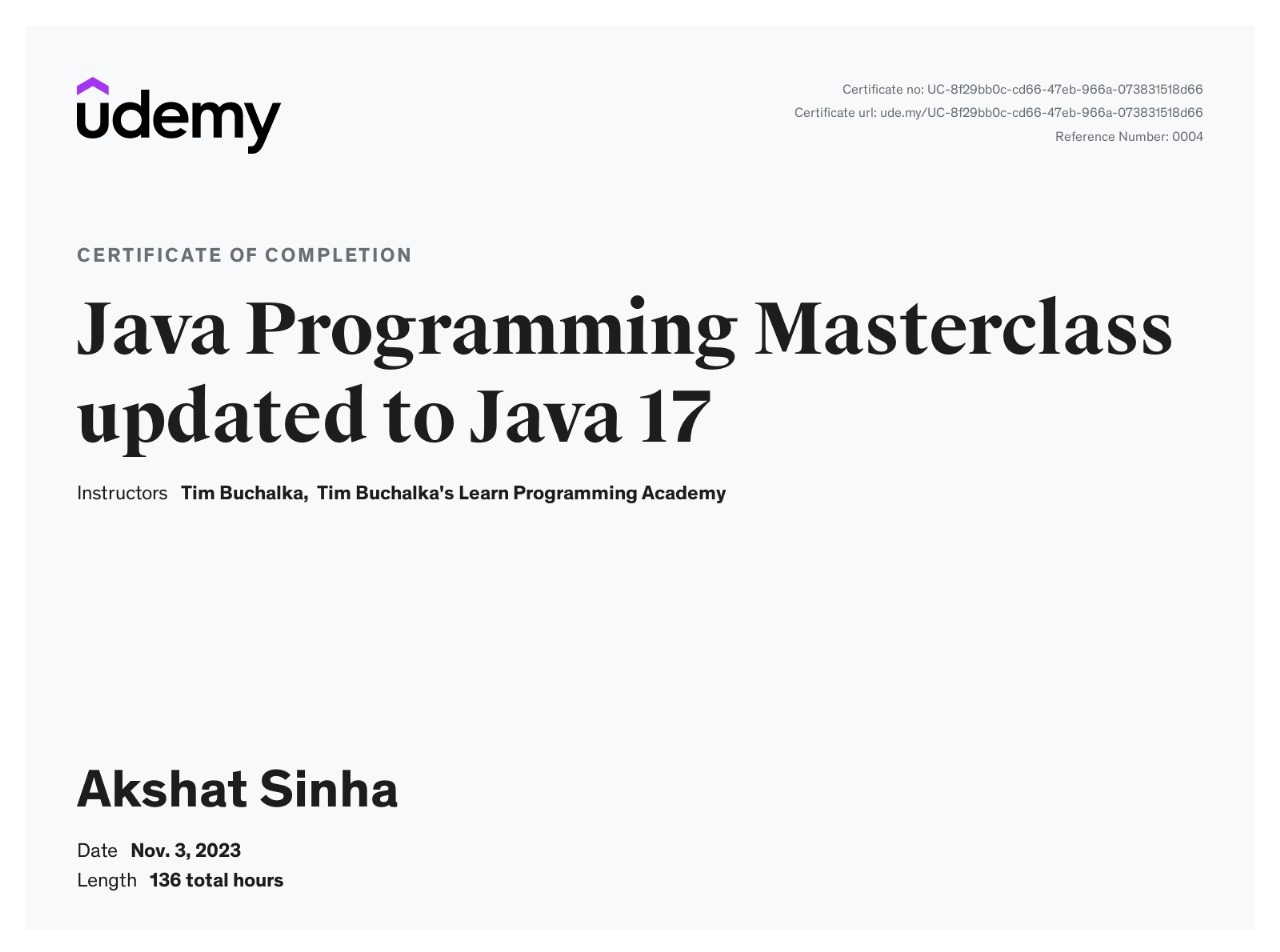 udemy
Certificate no: UC-8f29bb0c-cd66-47eb-966a-073831518d66
Certificate url: ude.my/UC-8f29bb0c-cd66-47eb-966a-073831518d66
Reference Number: 0004
CERTIFICATE OF COMPLETION
Java Programming Masterclass
updated to Java 17
Instructors Tim Buchalka, Tim Buchalka's Learn Programming Academy
Akshat Sinha
Date Nov. 3, 2023
Length 136 total hours